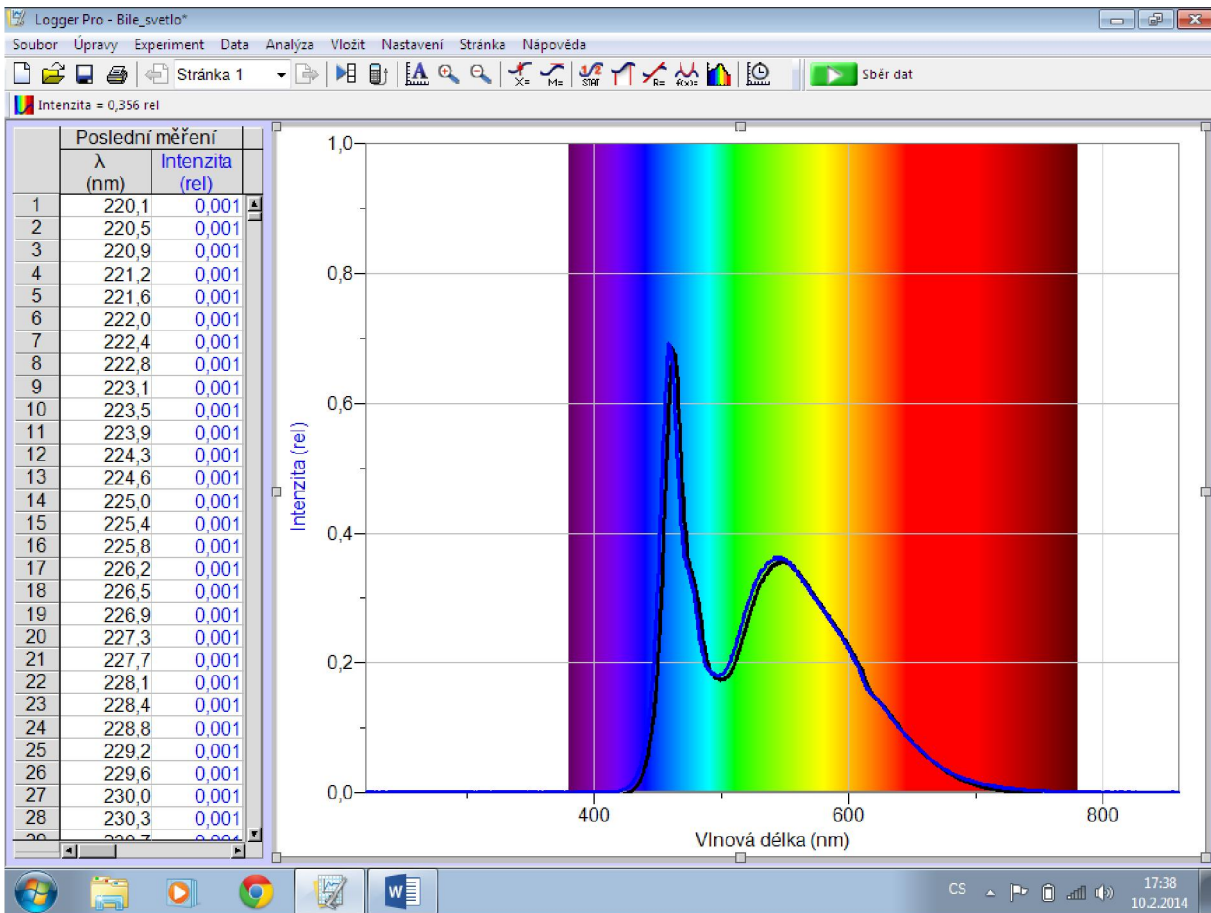 Logger Pro - Bile_svetlo*
Soubor Úpravy Experiment Data Analýza Vložit Nastavení Stránka Nápověda
Stránka 1 X= M= 1/2 STAT R= f(x)= Sběr dat
Intenzita = 0,356 rel
Poslední měření
λ Intenzita
(nm) (rel)
1 220,1 0,001
2 220,5 0,001
3 220,9 0,001
4 221,2 0,001
5 221,6 0,001
6 222,0 0,001
7 222,4 0,001
8 222,8 0,001
9 223,1 0,001
10 223,5 0,001
11 223,9 0,001
12 224,3 0,001
13 224,6 0,001
14 225,0 0,001
15 225,4 0,001
16 225,8 0,001
17 226,2 0,001
18 226,5 0,001
19 226,9 0,001
20 227,3 0,001
21 227,7 0,001
22 228,1 0,001
23 228,4 0,001
24 228,8 0,001
25 229,2 0,001
26 229,6 0,001
27 230,0 0,001
28 230,3 0,001
1,0
0,8
0,6
0,4
0,2
0,0
Intenzita (rel)
400 600 800
Vlnová délka (nm)
W
CS 17:38
10.2.2014